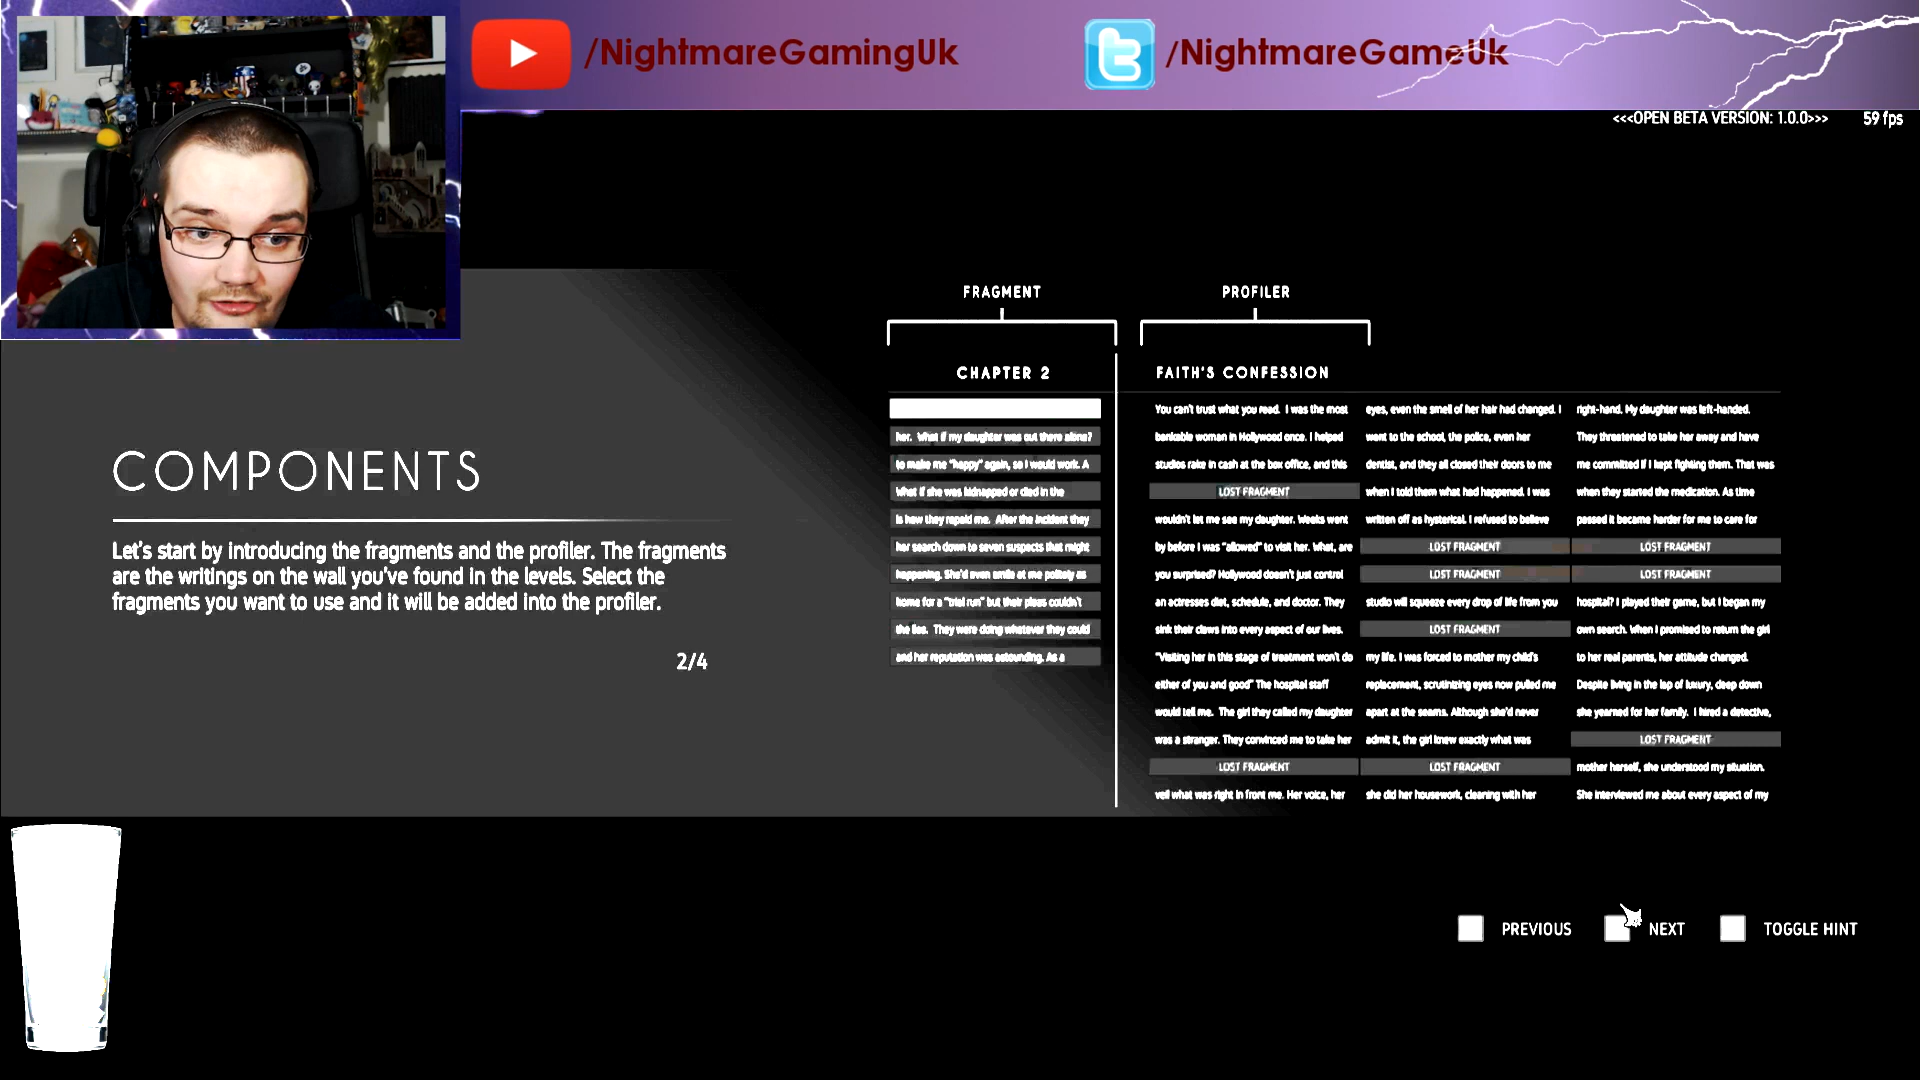 /NightmareGamingUk
/NightmareGameUk
<<<OPEN BETA VERSION: 1.0.0>>> 59 fps
FRAGMENT
PROFILER
COMPONENTS
Let's start by introducing the fragments and the profiler. The fragments
are the writings on the wall you've found in the levels. Select the
fragments you want to use and it will be added into the profiler.
2/4
CHAPTER 2
her. What if my daughter was out there alone?
to make me "happy" again, so I would work. A
What if she was kidnapped or died in the
is how they repaid me. After the incident they
her search down to seven suspects that might
happening. She'd even smile at me politely as
home for a "trial run" but their pleas couldn't
the lies. They were doing whatever they could
and her reputation was astounding. As a
FAITH'S CONFESSION
You can't trust what you read. I was the most
bankable woman in Hollywood once. I helped
studios rake in cash at the box office, and this
LOST FRAGMENT
wouldn't let me see my daughter. Weeks went
by before I was "allowed" to visit her. What, are
you surprised? Hollywood doesn't just control
an actresses diet, schedule, and doctor. They
sink their claws into every aspect of our lives.
"Visiting her in this stage of treatment won't do
either of you and good" The hospital staff
would tell me. The girl they called my daughter
was a stranger. They convinced me to take her
LOST FRAGMENT
veil what was right in front me. Her voice, her
eyes, even the smell of her hair had changed. I
went to the school, the police, even her
dentist, and they all closed their doors to me
when I told them what had happened. I was
written off as hysterical. I refused to believe
LOST FRAGMENT
LOST FRAGMENT
studio will squeeze every drop of life from you
LOST FRAGMENT
my life. I was forced to mother my child's
replacement, scrutinizing eyes now pulled me
apart at the seams. Although she'd never
admit it, the girl knew exactly what was
LOST FRAGMENT
she did her housework, cleaning with her
right-hand. My daughter was left-handed.
They threatened to take her away and have
me committed if I kept fighting them. That was
when they started the medication. As time
passed it became harder for me to care for
LOST FRAGMENT
LOST FRAGMENT
hospital? I played their game, but I began my
own search. When I promised to return the girl
to her real parents, her attitude changed.
Despite living in the lap of luxury, deep down
she yearned for her family. I hired a detective,
LOST FRAGMENT
mother herself, she understood my situation.
She interviewed me about every aspect of my
PREVIOUS NEXT TOGGLE HINT